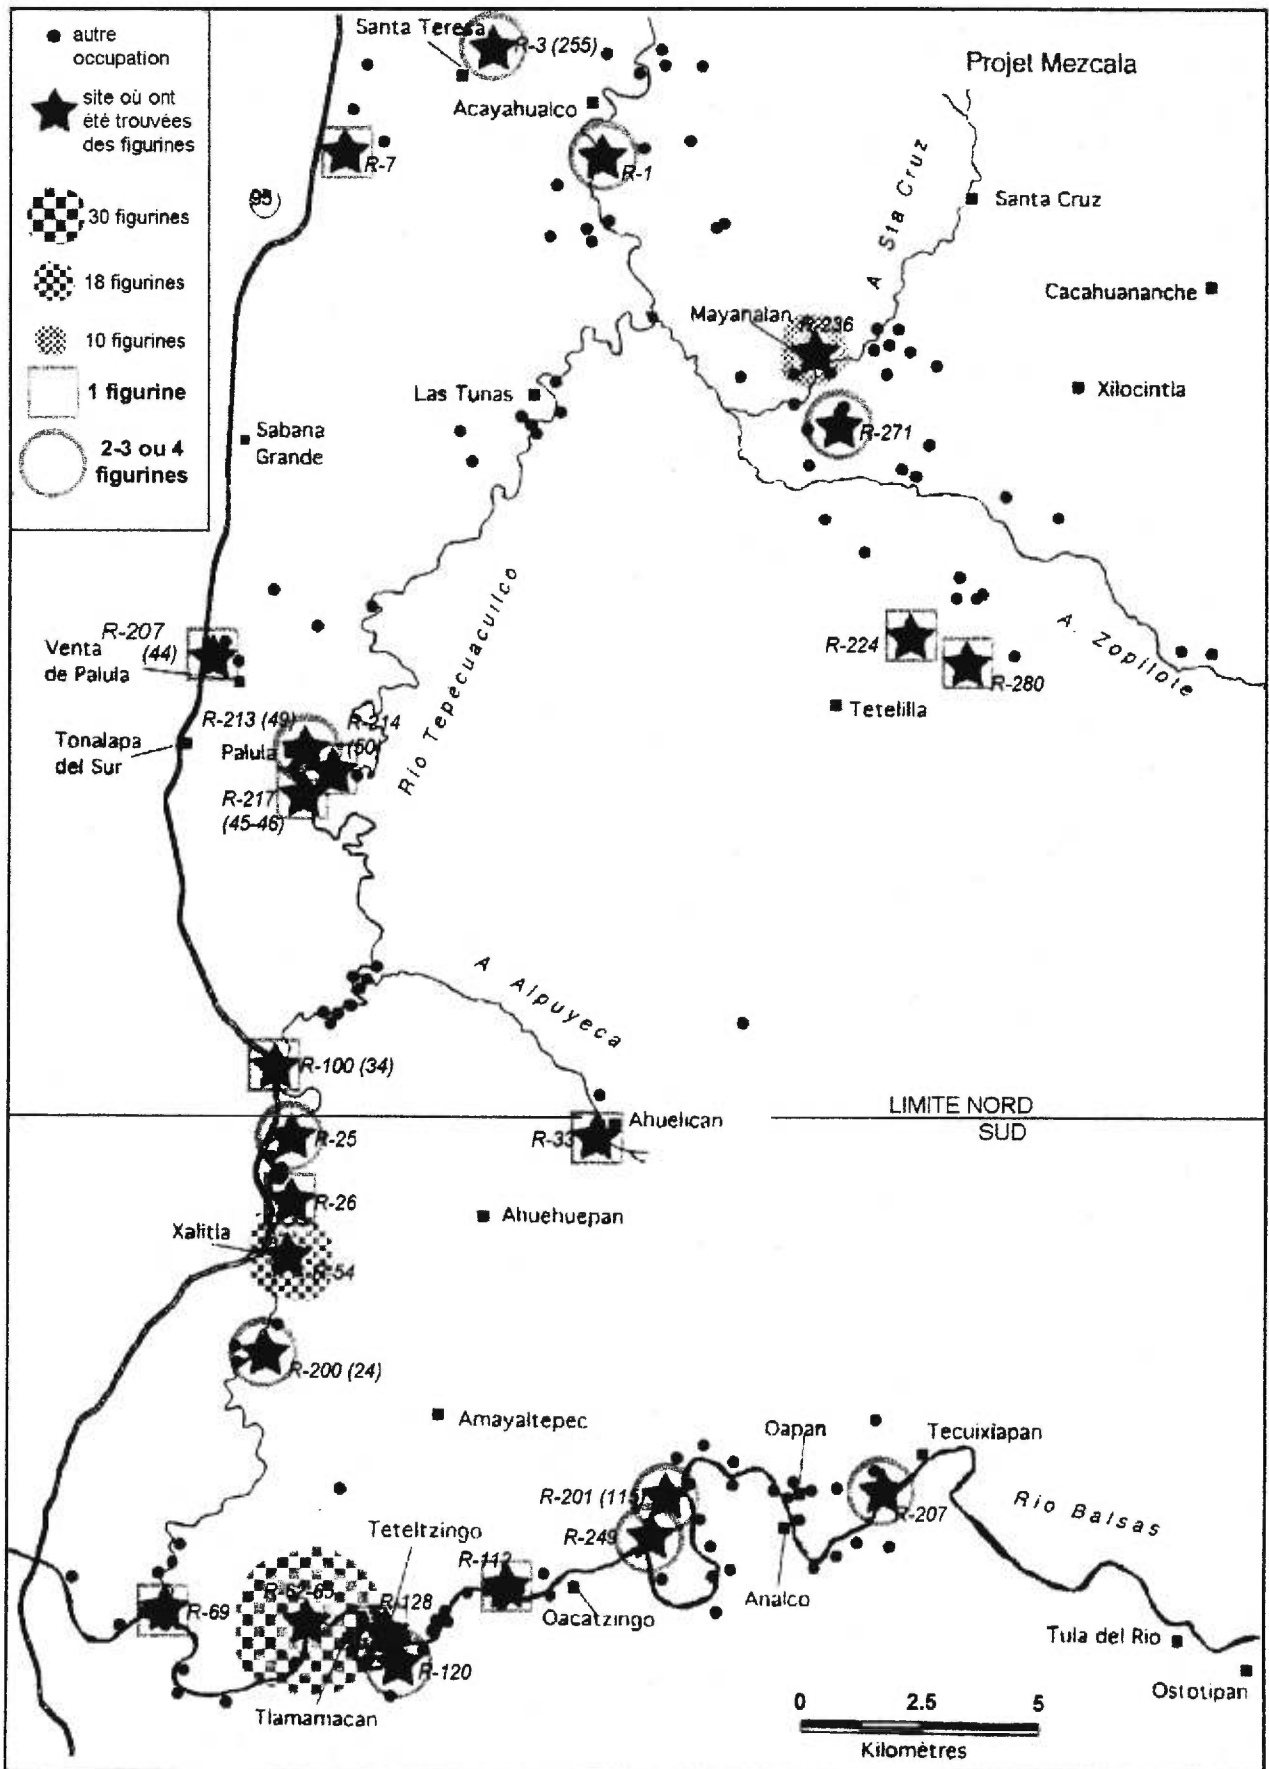 autre
occupation
site où ont
été trouvées
des figurines
30 figurines
18 figurines
10 figurines
1 figurine
2-3 ou 4
figurines
Projet Mezcala
Santa Teresa
R-3 (255)
Acayahualco
R-7
R-1
95
A Sta Cruz
Santa Cruz
Cacahuananche
Mayanalan
R-236
Las Tunas
Xilocintla
R-271
Sabana
Grande
Rio Tepecuacuilco
R-207
(44)
Venta
de Palula
R-224
R-280
A. Zopilote
Tetelilla
R-213 (49)
R-214
(50)
Palula
Tonalapa
del Sur
R-217
(45-46)
A Alpuyeca
R-100 (34)
LIMITE NORD
SUD
R-25
R-33
Ahuelican
R-26
Ahuehuepan
Xalitla
R-54
R-200 (24)
Amayaltepec
Oapan
Tecuixiapan
R-201 (115)
R-207
Rio Balsas
Teteltzingo
R-249
R-112
R-69
R-128
Oacatzingo
Analco
R-120
Tula del Rio
Ostotipan
Tlamamacan
0 2.5 5
Kilomètres